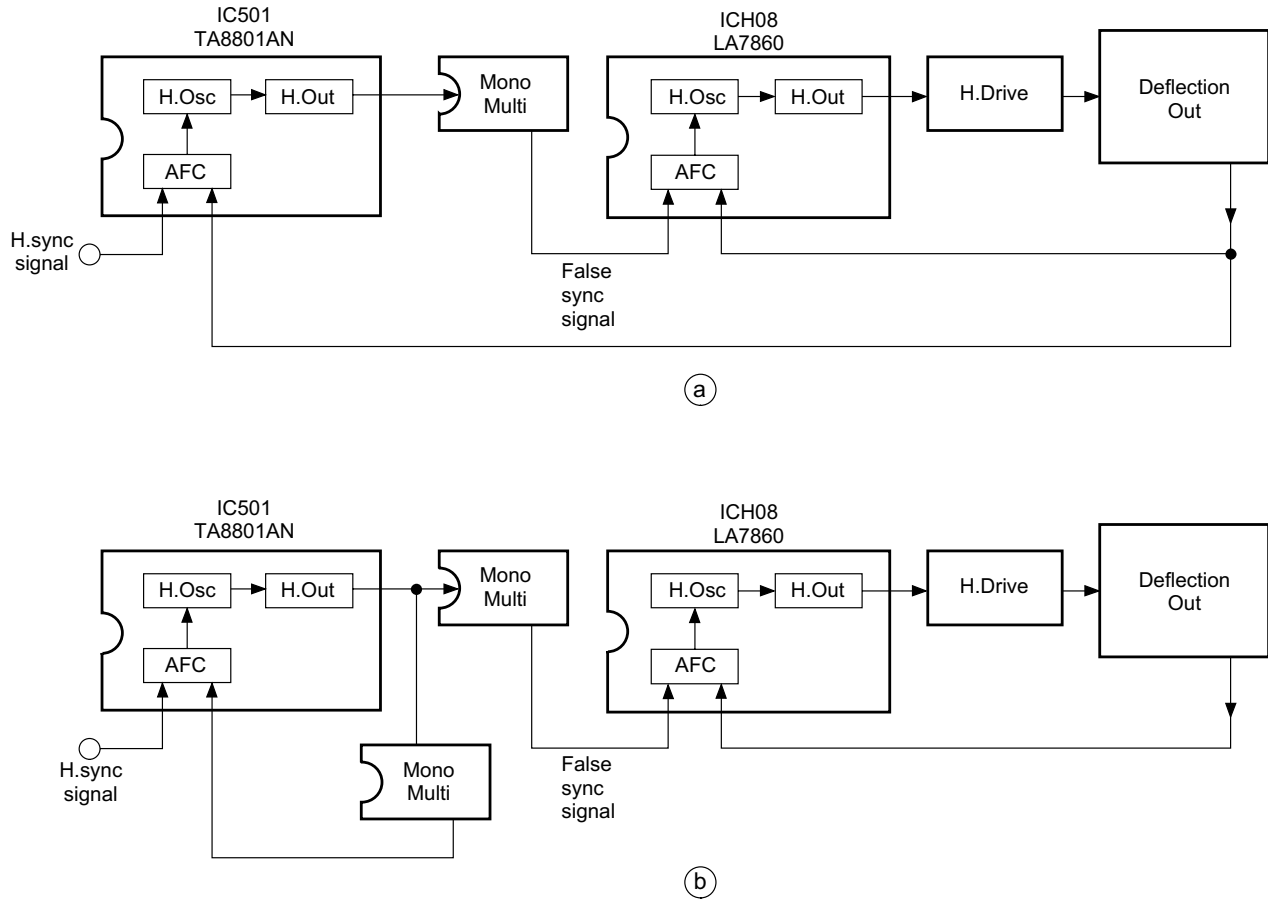 IC501
TA8801AN
ICH08
LA7860
H.Osc
H.Out
AFC
Mono
Multi
H.Osc
H.Out
AFC
H.Drive
Deflection
Out
H.sync
signal
False
sync
signal
a
IC501
TA8801AN
ICH08
LA7860
H.Osc
H.Out
AFC
Mono
Multi
H.Osc
H.Out
AFC
H.Drive
Deflection
Out
H.sync
signal
Mono
Multi
False
sync
signal
b